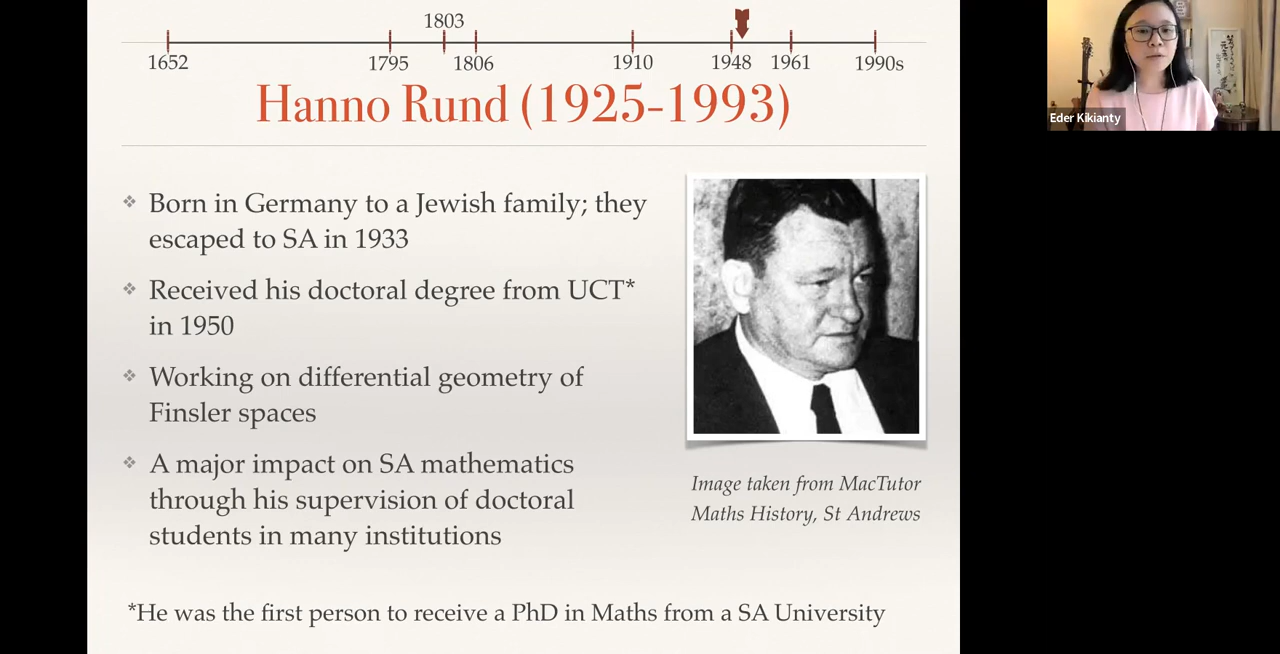 1803
1652 1795 1806 1910 1948 1961 1990s
Hanno Rund (1925-1993)
Eder Kikianty
❖ Born in Germany to a Jewish family; they
escaped to SA in 1933
❖ Received his doctoral degree from UCT*
in 1950
❖ Working on differential geometry of
Finsler spaces
❖ A major impact on SA mathematics
through his supervision of doctoral
students in many institutions
Image taken from MacTutor
Maths History, St Andrews
*He was the first person to receive a PhD in Maths from a SA University